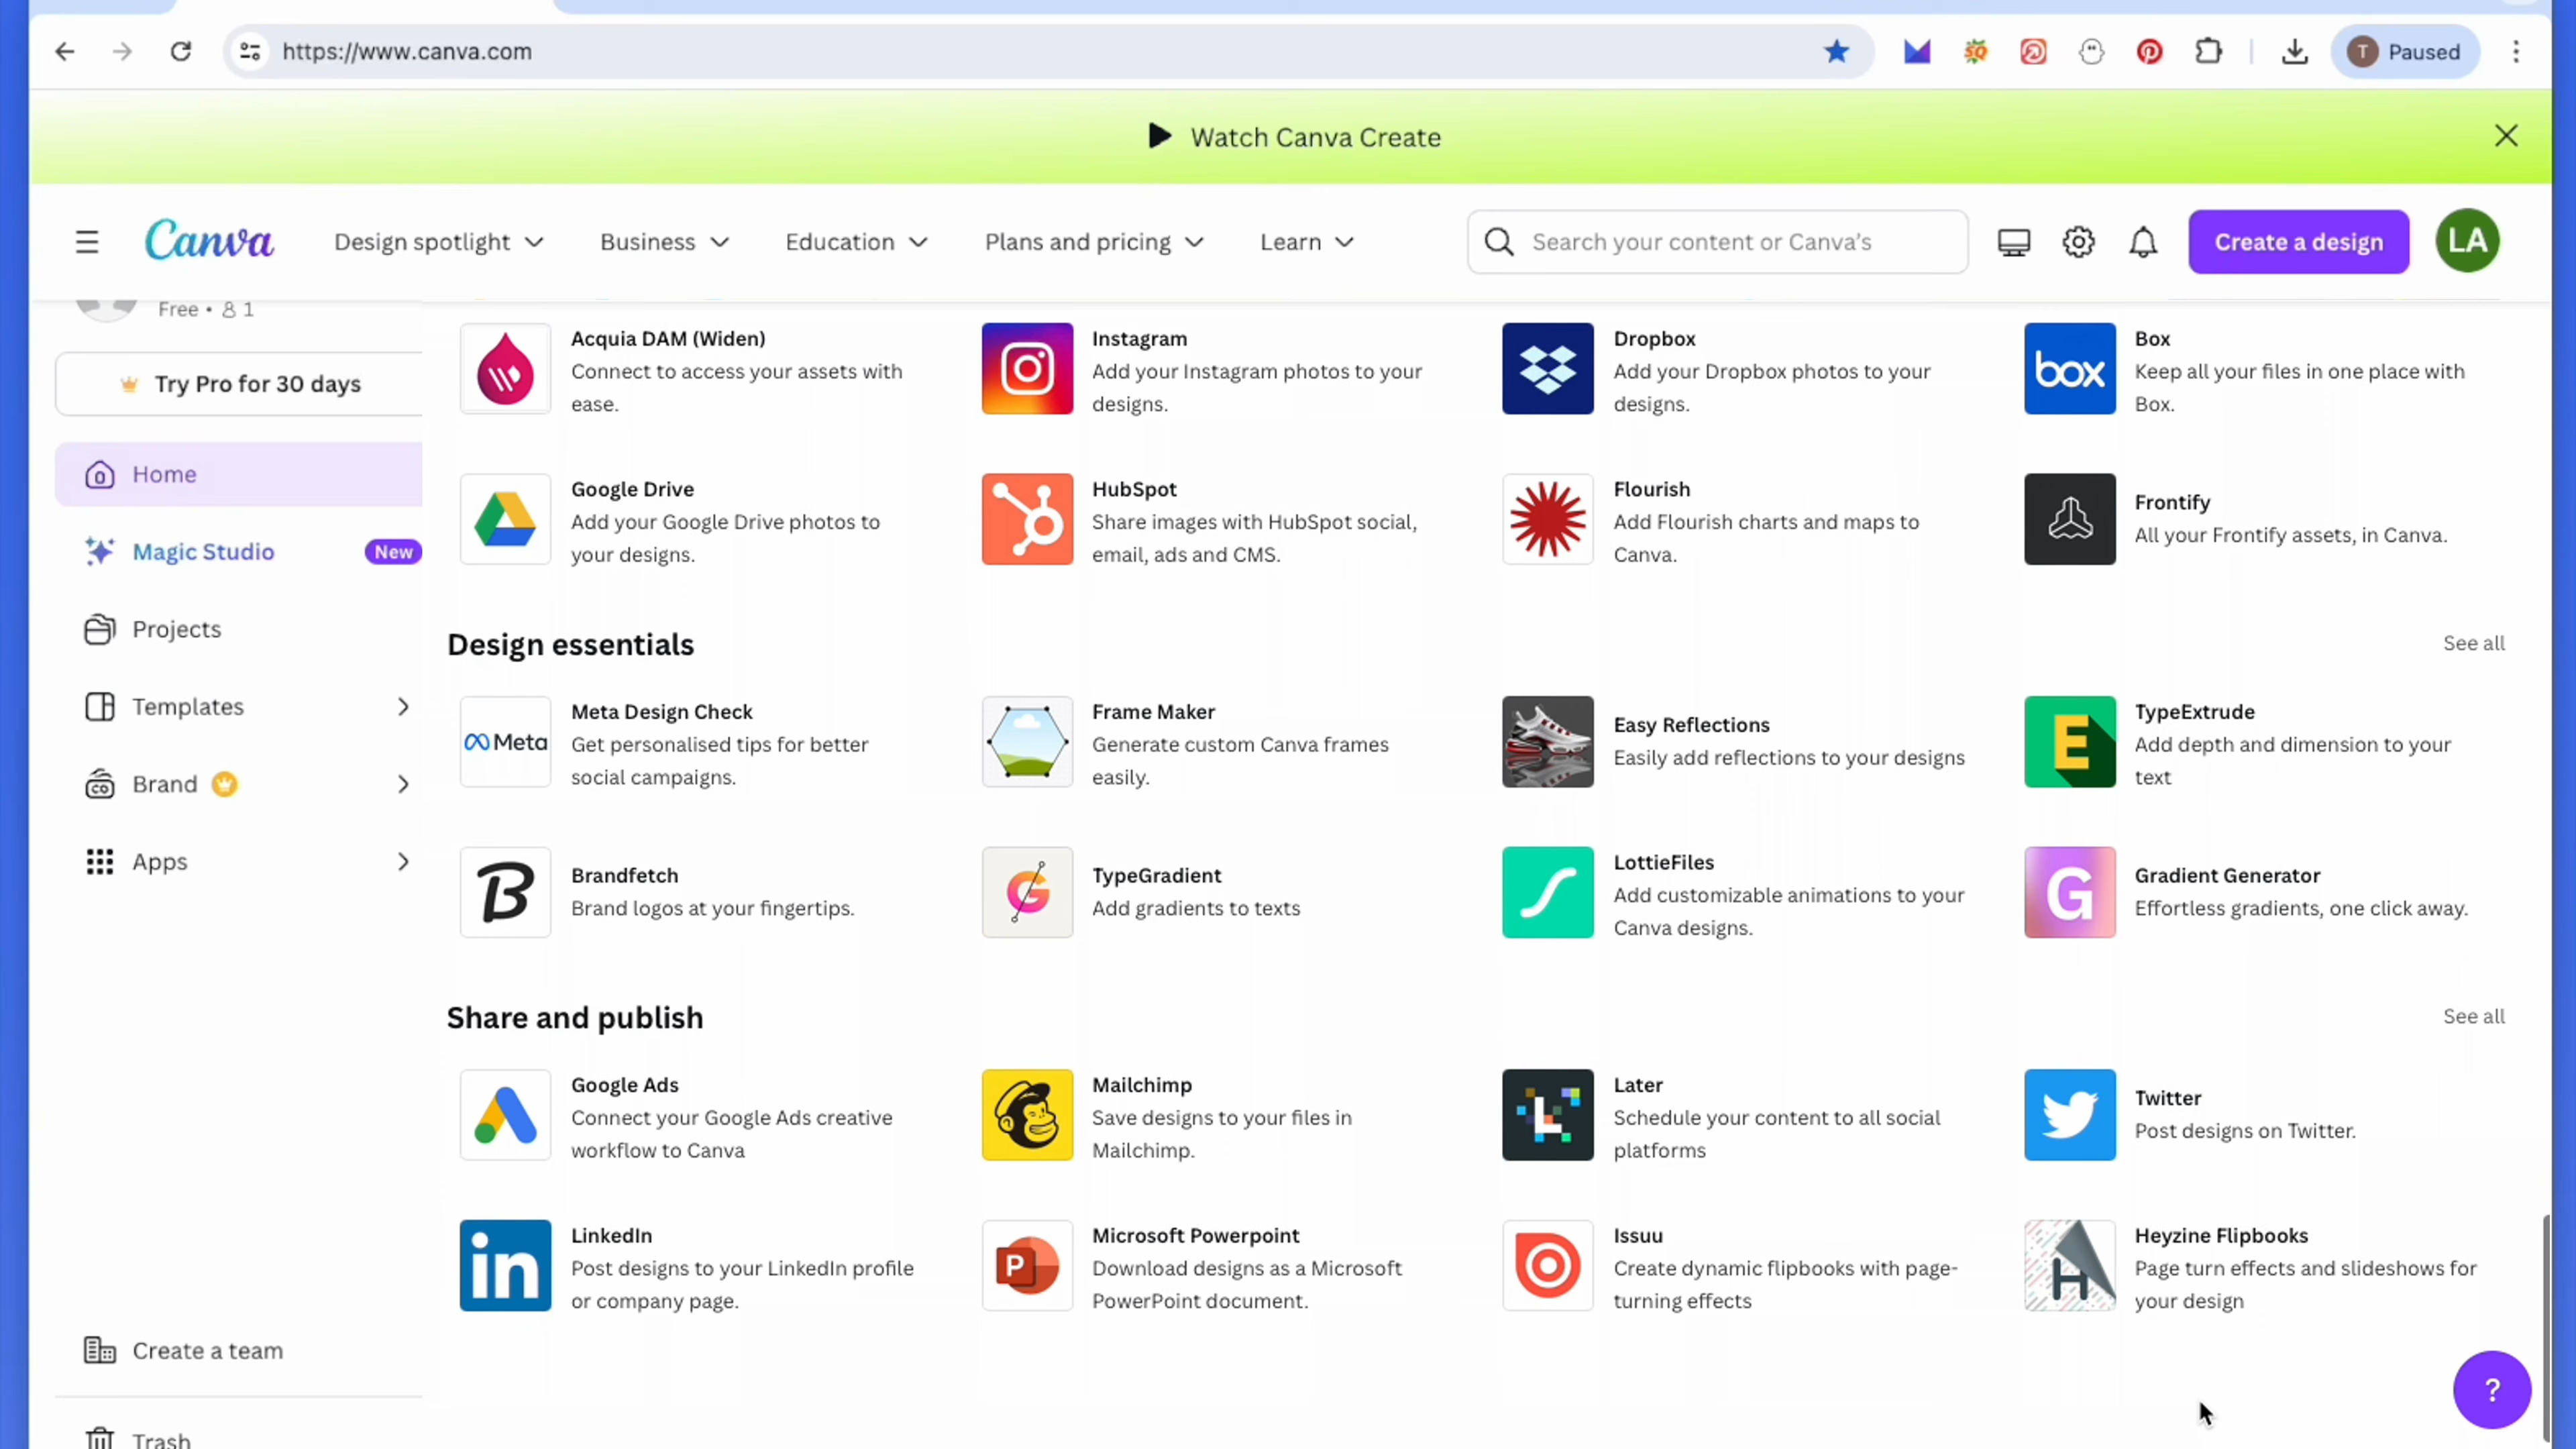 https://www.canva.com
T Paused
Watch Canva Create
Canva
Design spotlight
Business
Education
Plans and pricing
Learn
Search your content or Canva's
Create a design
LA
Free • 1
Try Pro for 30 days
Home
Magic Studio
New
Projects
Templates
Brand
Apps
Create a team
Trash
Acquia DAM (Widen)
Connect to access your assets with
ease.
Instagram
Add your Instagram photos to your
designs.
Dropbox
Add your Dropbox photos to your
designs.
box
Box
Keep all your files in one place with
Box.
Google Drive
Add your Google Drive photos to
your designs.
HubSpot
Share images with HubSpot social,
email, ads and CMS.
Flourish
Add Flourish charts and maps to
Canva.
Frontify
All your Frontify assets, in Canva.
Design essentials
See all
Meta
Meta Design Check
Get personalised tips for better
social campaigns.
Frame Maker
Generate custom Canva frames
easily.
Easy Reflections
Easily add reflections to your designs
E
TypeExtrude
Add depth and dimension to your
text
B
Brandfetch
Brand logos at your fingertips.
G
TypeGradient
Add gradients to texts
LottieFiles
Add customizable animations to your
Canva designs.
G
Gradient Generator
Effortless gradients, one click away.
Share and publish
See all
Google Ads
Connect your Google Ads creative
workflow to Canva
Mailchimp
Save designs to your files in
Mailchimp.
L
Later
Schedule your content to all social
platforms
Twitter
Post designs on Twitter.
in
LinkedIn
Post designs to your LinkedIn profile
or company page.
P
Microsoft Powerpoint
Download designs as a Microsoft
PowerPoint document.
Issuu
Create dynamic flipbooks with page-
turning effects
H
Heyzine Flipbooks
Page turn effects and slideshows for
your design
?